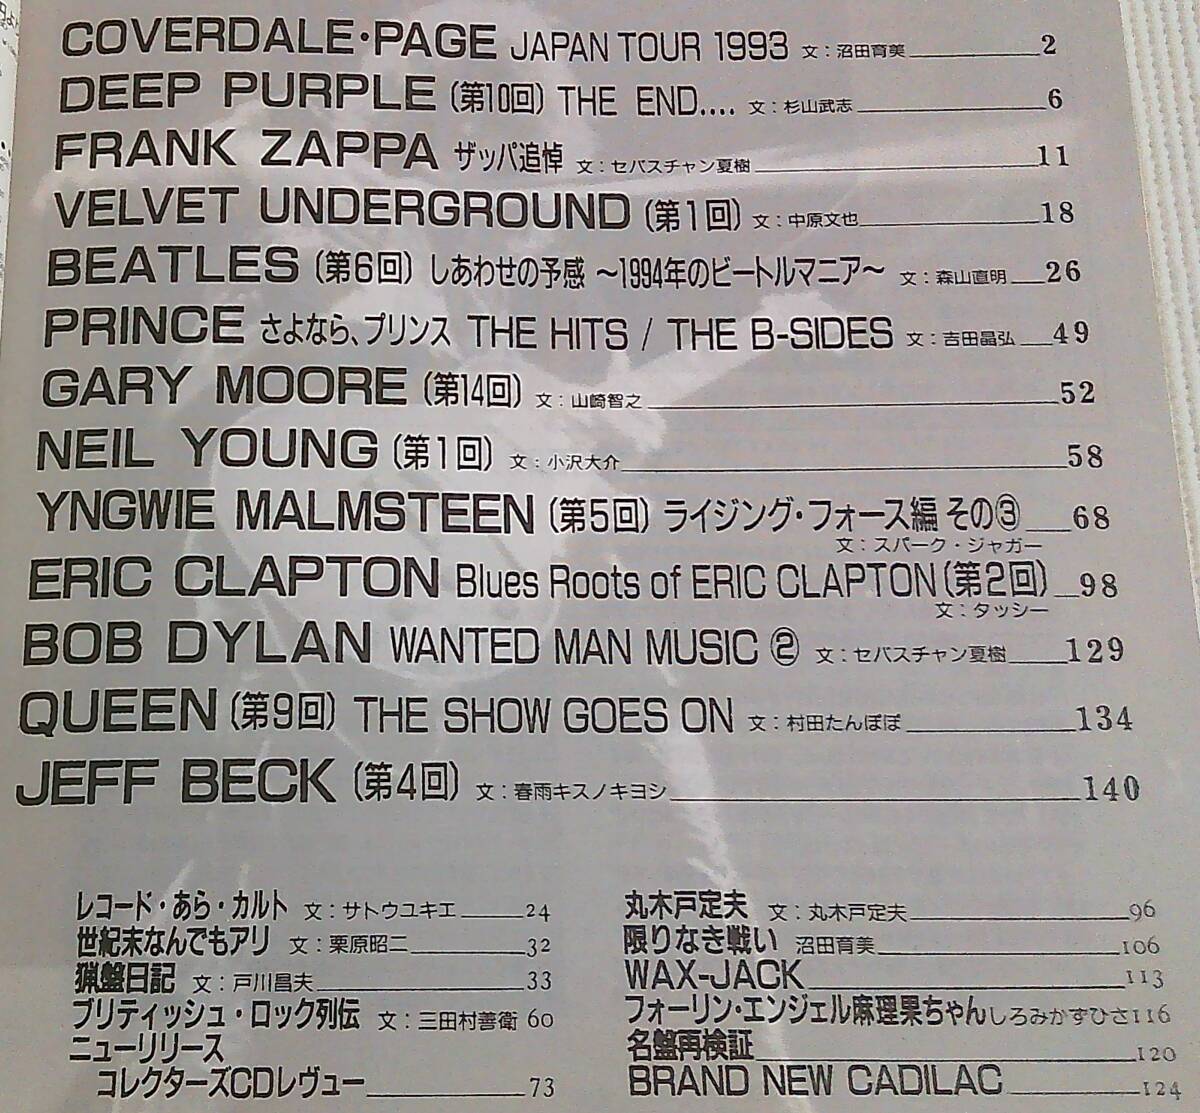 COVERDALE・PAGE JAPAN TOUR 1993 文：沼田育美 2
DEEP PURPLE (第10回) THE END.... 文：杉山武志 6
FRANK ZAPPA ザッパ追悼 文：セバスチャン夏樹 11
VELVET UNDERGROUND (第1回) 文：中原文也 18
BEATLES (第6回) しあわせの予感 〜1994年のビートルマニア〜 文：森山直明 26
PRINCE さよなら、プリンス THE HITS / THE B-SIDES 文：吉田昌弘 49
GARY MOORE (第14回) 文：山崎智之 52
NEIL YOUNG (第1回) 文：小沢大介 58
YNGWIE MALMSTEEN (第5回) ライジング・フォース編 その③ 68
文：スパーク・ジャガー
ERIC CLAPTON Blues Roots of ERIC CLAPTON (第2回) 98
文：タッシー
BOB DYLAN WANTED MAN MUSIC ② 文：セバスチャン夏樹 129
QUEEN (第9回) THE SHOW GOES ON 文：村田たんぽぽ 134
JEFF BECK (第4回) 文：春雨キスノキヨシ 140
レコード・あら・カルト 文：サトウユキエ 24
世紀末なんでもアリ 文：栗原昭二 32
猟盤日記 文：戸川昌夫 33
ブリティッシュ・ロック列伝 文：三田村善衛 60
ニューリリース
コレクターズCDレヴュー 73
丸木戸定夫 文：丸木戸定夫 96
限りなき戦い 沼田育美 106
WAX-JACK 113
フォーリン・エンジェル麻理果ちゃん しろみかずひさ 116
名盤再検証 120
BRAND NEW CADILAC 124